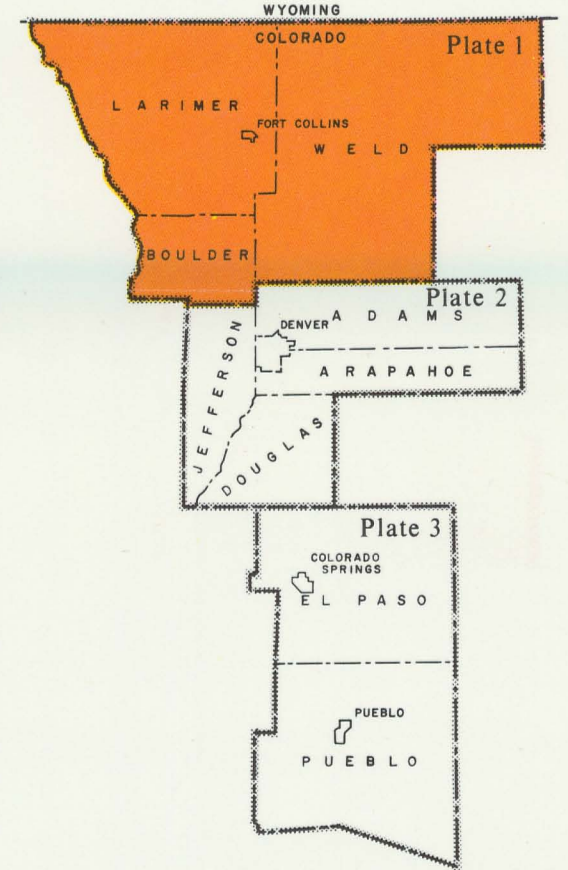 WYOMING
COLORADO
Plate 1
LARIMER
FORT COLLINS
WELD
BOULDER
Plate 2
DENVER
ADAMS
ARAPAHOE
JEFFERSON
DOUGLAS
Plate 3
COLORADO
SPRINGS
EL PASO
PUEBLO
PUEBLO